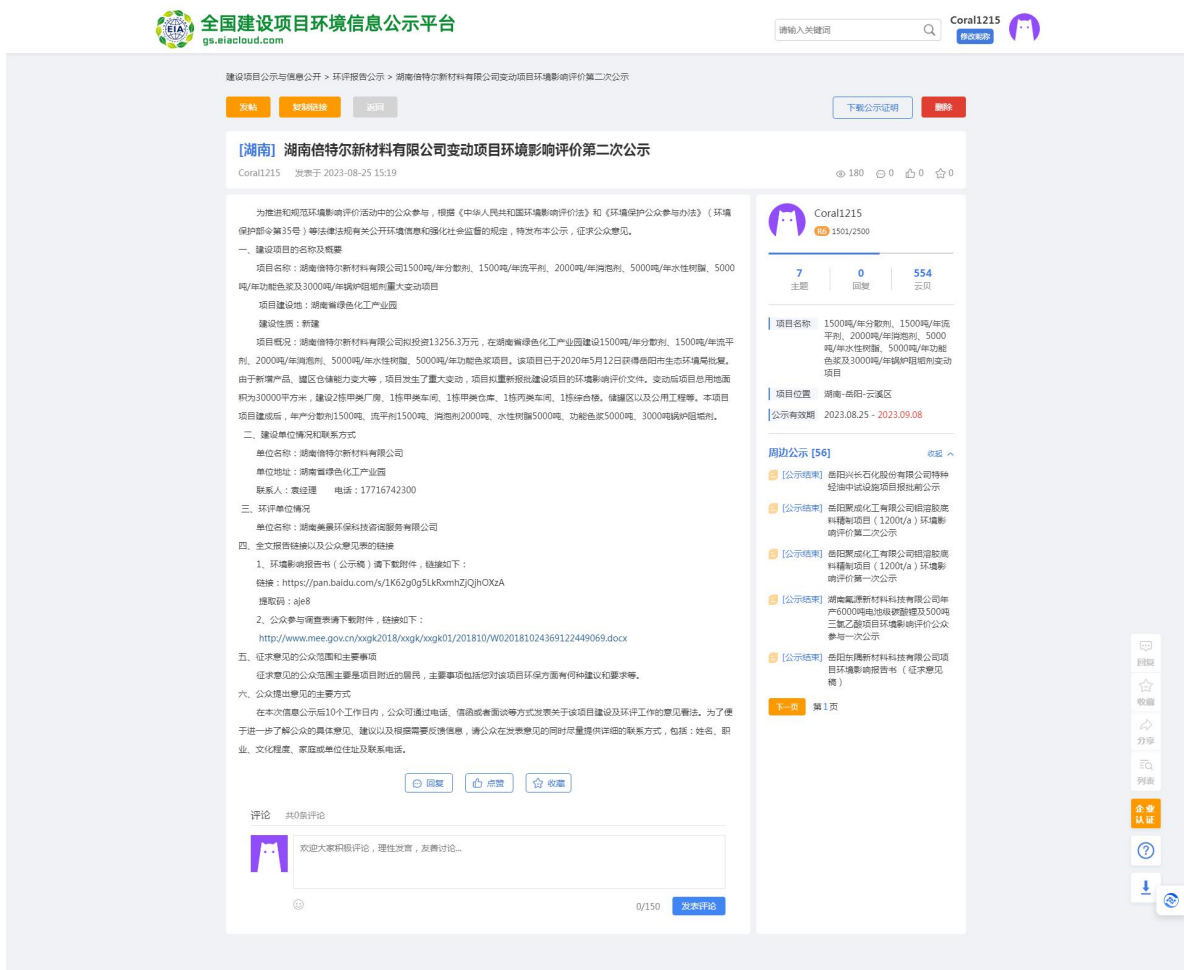 EIA
全国建设项目环境信息公示平台
gs.eiacloud.com
请输入关键词
Coral1215
修改昵称
建设项目公示与信息公开 > 环评报告公示 > 湖南倍特尔新材料有限公司变动项目环境影响评价第二次公示
发帖 复制链接 返回
下载公示证明 删除
[湖南] 湖南倍特尔新材料有限公司变动项目环境影响评价第二次公示
Coral1215 发表于 2023-08-25 15:19
180 0 0 0
为推进和规范环境影响评价活动中的公众参与，根据《中华人民共和国环境影响评价法》和《环境保护公众参与办法》（环境
保护部令第35号）等法律法规有关公开环境信息和强化社会监督的规定，特发布本公示，征求公众意见。
一、建设项目的名称及概要
项目名称：湖南倍特尔新材料有限公司1500吨/年分散剂、1500吨/年流平剂、2000吨/年消泡剂、5000吨/年水性树脂、5000
吨/年功能色浆及3000吨/年锅炉阻垢剂重大变动项目
项目建设地：湖南省绿色化工产业园
建设性质：新建
项目概况：湖南倍特尔新材料有限公司拟投资13256.3万元，在湖南省绿色化工产业园建设1500吨/年分散剂、1500吨/年流平
剂、2000吨/年消泡剂、5000吨/年水性树脂、5000吨/年功能色浆项目。该项目已于2020年5月12日获得岳阳市生态环境局批复。
由于新增产品、罐区仓储能力变大等，项目发生了重大变动，项目拟重新报批建设项目的环境影响评价文件。变动后项目总用地面
积为30000平方米，建设2栋甲类厂房、1栋甲类车间、1栋甲类仓库、1栋丙类车间、1栋综合楼。储罐区以及公用工程等。本项目
项目建成后，年产分散剂1500吨、流平剂1500吨、消泡剂2000吨、水性树脂5000吨、功能色浆5000吨、3000吨锅炉阻垢剂。
二、建设单位情况和联系方式
单位名称：湖南倍特尔新材料有限公司
单位地址：湖南省绿色化工产业园
联系人：袁经理 电话：17716742300
三、环评单位情况
单位名称：湖南美景环保科技咨询服务有限公司
四、全文报告链接以及公众意见表的链接
1、环境影响报告书（公示稿）请下载附件，链接如下：
链接：https://pan.baidu.com/s/1K62g0g5LkRxmhZjQjhOXzA
提取码：aje8
2、公众参与调查表请下载附件，链接如下：
http://www.mee.gov.cn/xxgk2018/xxgk/xxgk01/201810/W020181024369122449069.docx
五、征求意见的公众范围和主要事项
征求意见的公众范围主要是项目附近的居民，主要事项包括您对该项目环保方面有何种建议和要求等。
六、公众提出意见的主要方式
在本次信息公示后10个工作日内，公众可通过电话、信函或者面谈等方式发表关于该项目建设及环评工作的意见看法。为了便
于进一步了解公众的具体意见、建议以及根据需要反馈信息，请公众在发表意见的同时尽量提供详细的联系方式，包括：姓名、职
业、文化程度、家庭或单位住址及联系电话。
回复 点赞 收藏
评论 共0条评论
欢迎大家积极评论，理性发言，友善讨论...
0/150 发表评论
Coral1215
R6 1501/2500
7 0 554
主题 回复 云贝
项目名称 1500吨/年分散剂、1500吨/年流
平剂、2000吨/年消泡剂、5000
吨/年水性树脂、5000吨/年功能
色浆及3000吨/年锅炉阻垢剂变动
项目
项目位置 湖南-岳阳-云溪区
公示有效期 2023.08.25 - 2023.09.08
周边公示 [56] 收起
[公示结束] 岳阳兴长石化股份有限公司特种
轻油中试设施项目报批前公示
[公示结束] 岳阳聚成化工有限公司铝溶胶底
料精制项目（1200t/a）环境影
响评价第二次公示
[公示结束] 岳阳聚成化工有限公司铝溶胶底
料精制项目（1200t/a）环境影
响评价第一次公示
[公示结束] 湖南氟源新材料科技有限公司年
产6000吨电池级碳酸锂及500吨
三氟乙酸项目环境影响评价公众
参与一次公示
[公示结束] 岳阳东隅新材料科技有限公司项
目环境影响报告书（征求意见
稿）
下一页 第1页
回复
收藏
分享
列表
企业
认证